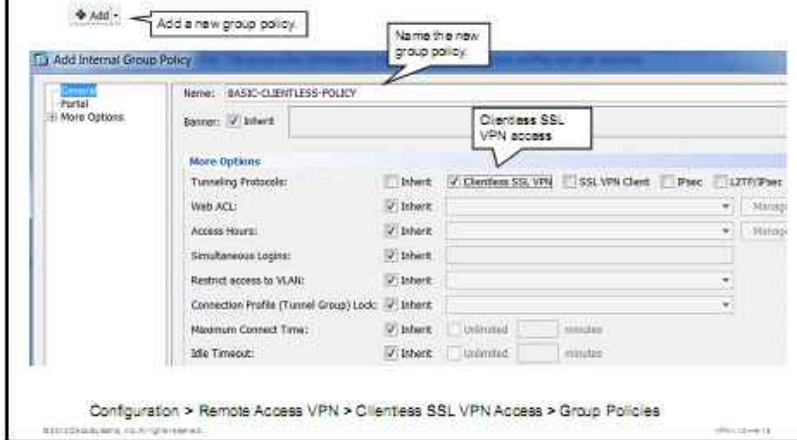 Add
Add a new group policy.
Name the new
group policy.
Add Internal Group Policy
General
Portal
More Options
Name: BASIC-CLIENTLESS-POLICY
Banner: Inherit
Clientless SSL
VPN access
More Options
Tunneling Protocols: Inherit Clientless SSL VPN SSL VPN Client IPsec L2TP/IPsec
Web ACL: Inherit Manage
Access Hours: Inherit Manage
Simultaneous Logins: Inherit
Restrict access to VLAN: Inherit
Connection Profile (Tunnel Group) Lock: Inherit
Maximum Connect Time: Inherit Unlimited minutes
Idle Timeout: Inherit Unlimited minutes
Configuration > Remote Access VPN > Clientless SSL VPN Access > Group Policies